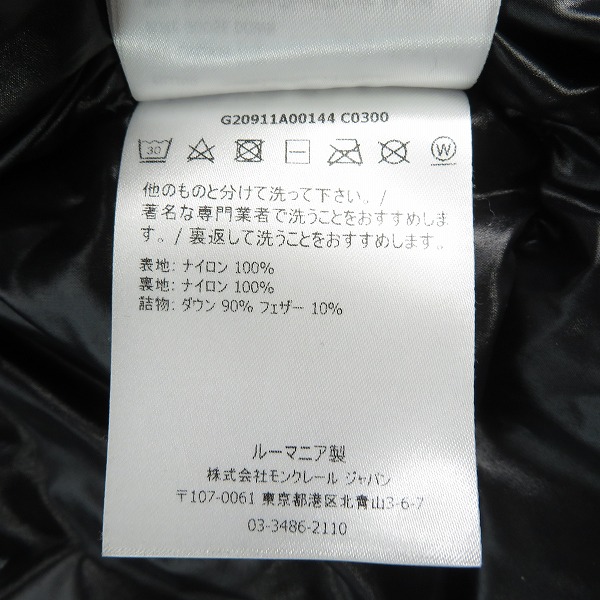 G20911A00144 C0300
30
W
他のものと分けて洗って下さい。/
著名な専門業者で洗うことをおすすめしま
す。/ 裏返して洗うことをおすすめします。
表地: ナイロン 100%
裏地: ナイロン 100%
詰物: ダウン 90% フェザー 10%
ルーマニア製
株式会社モンクレール ジャパン
〒107-0061 東京都港区北青山3-6-7
03-3486-2110